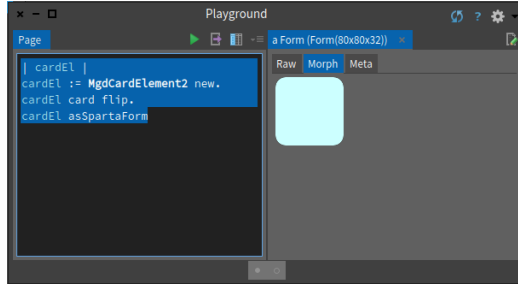 Playground
?
Page
a Form (Form(80x80x32))
Raw Morph Meta
| cardEl |
cardEl := MgdCardElement2 new.
cardEl card flip.
cardEl asSpartaForm